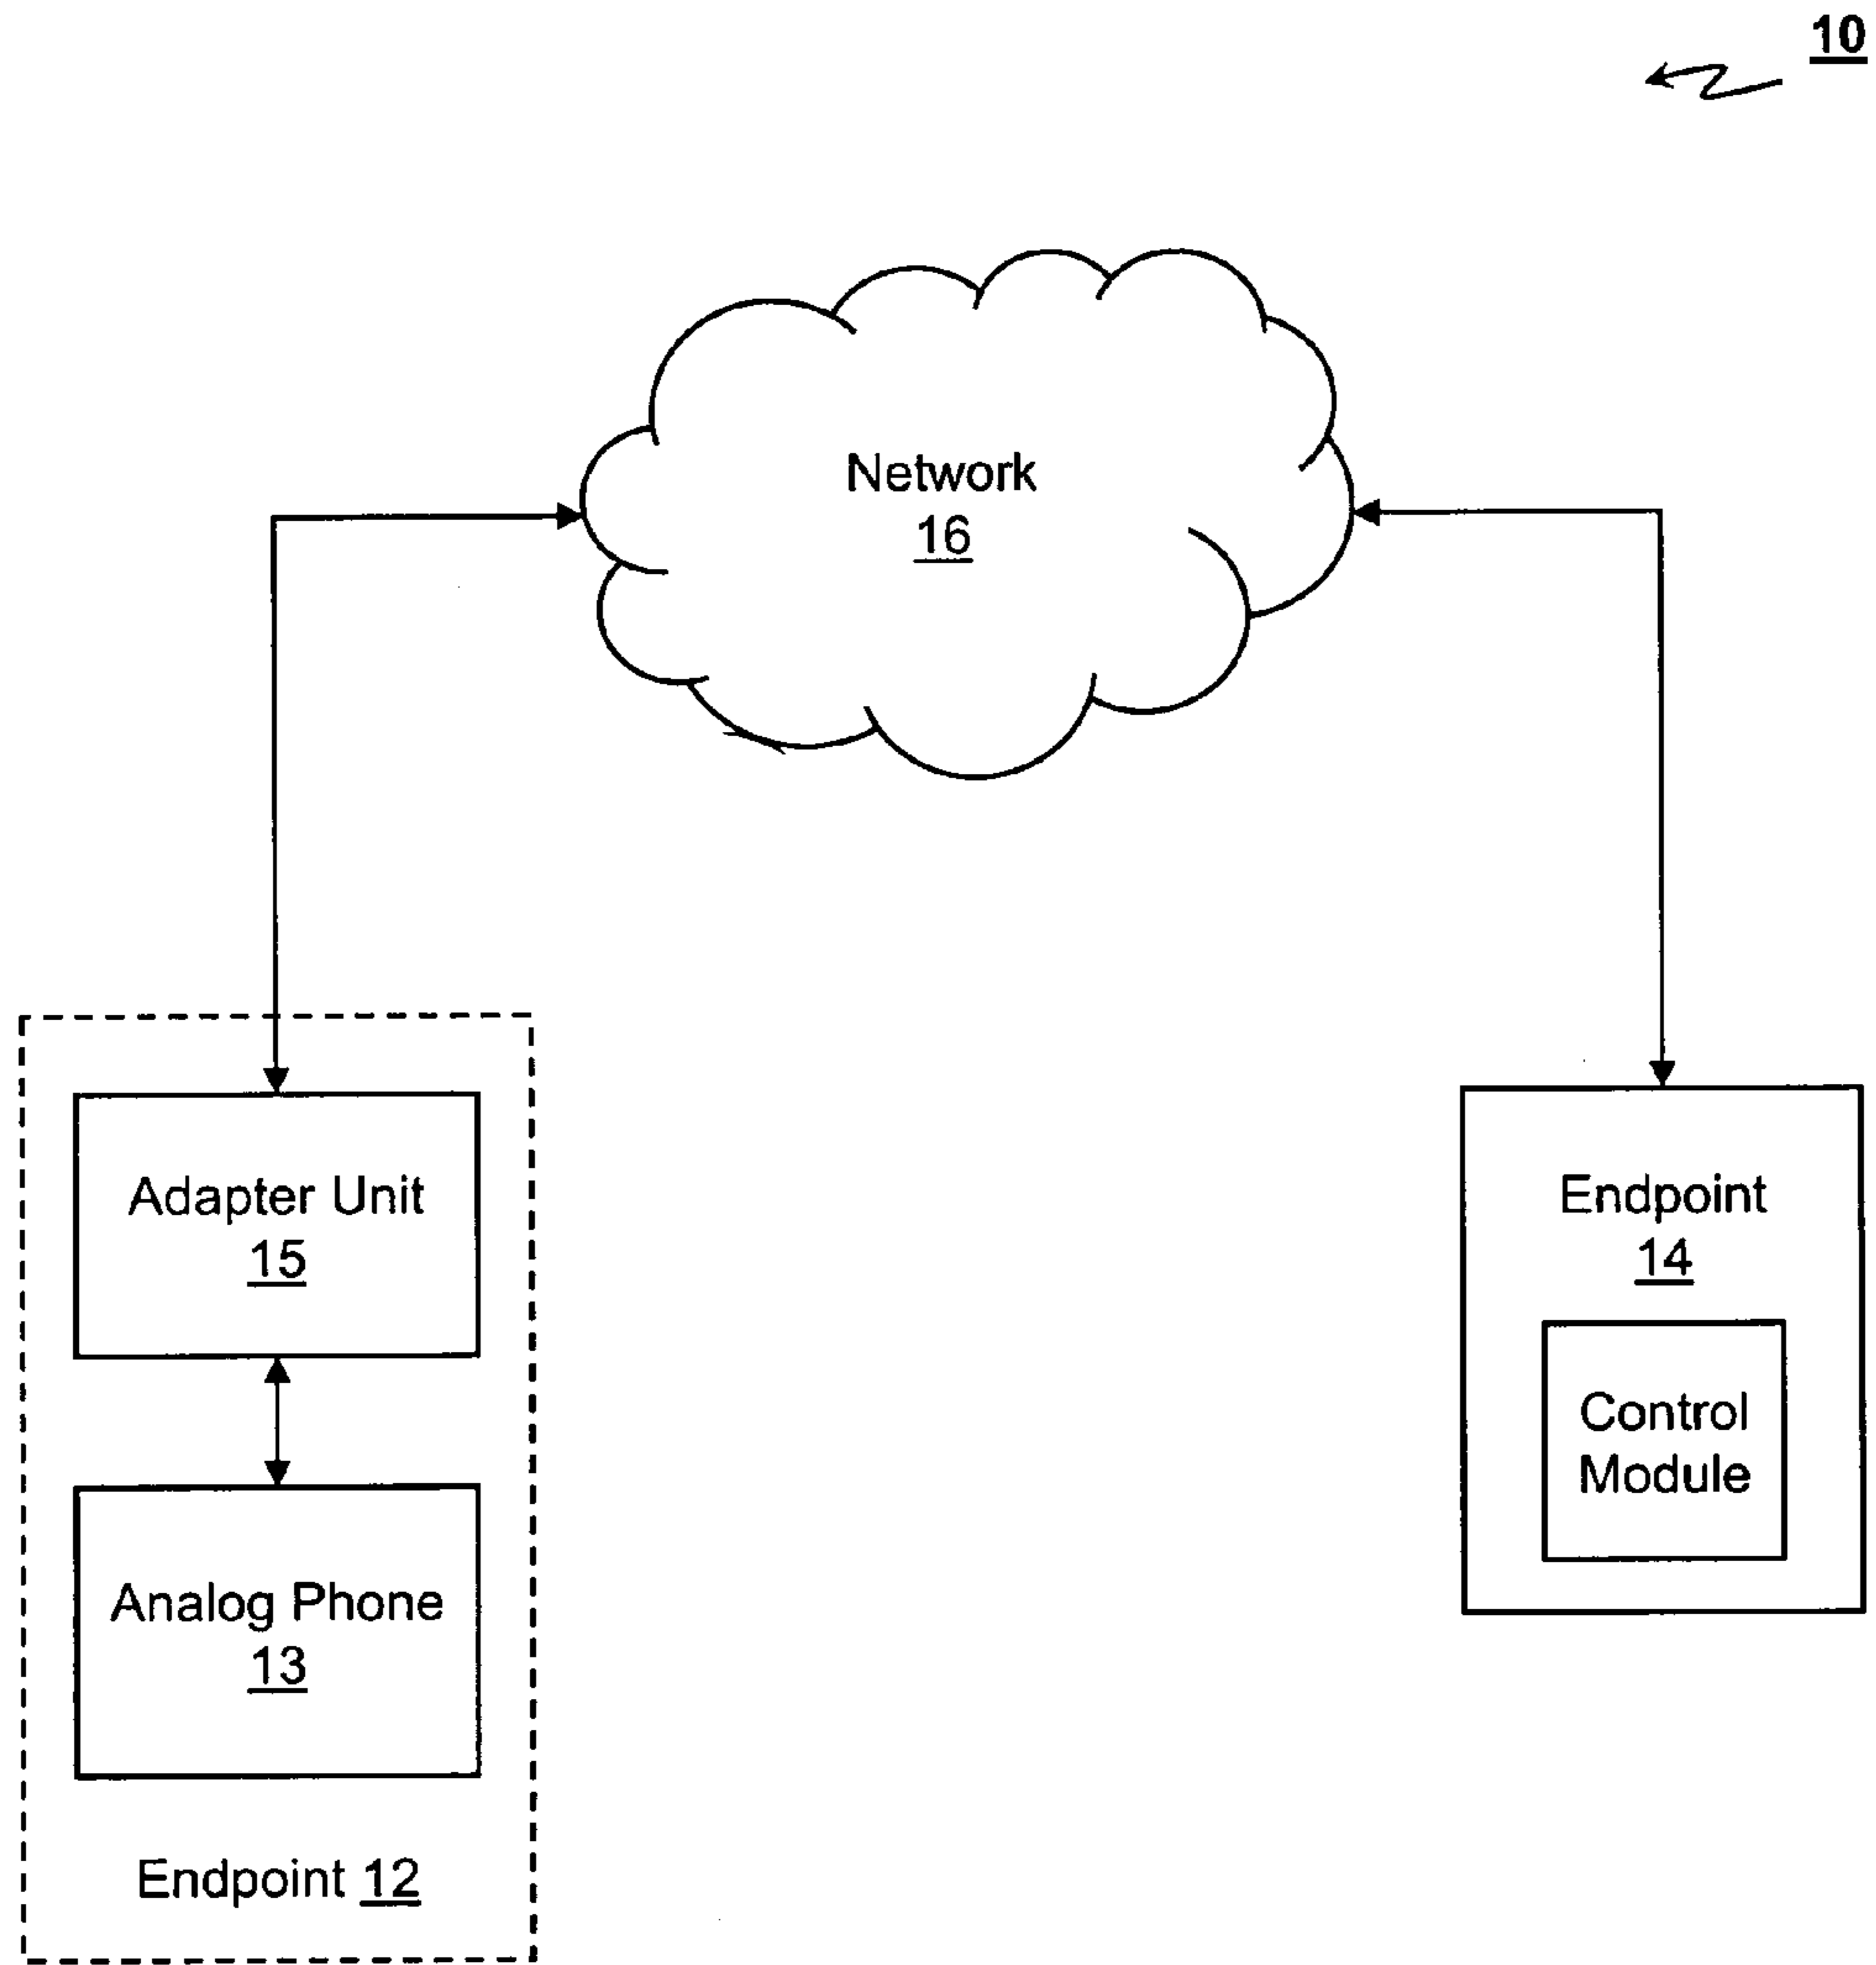 10
Network
16
Adapter Unit
15
Analog Phone
13
Endpoint 12
Endpoint
14
Control
Module